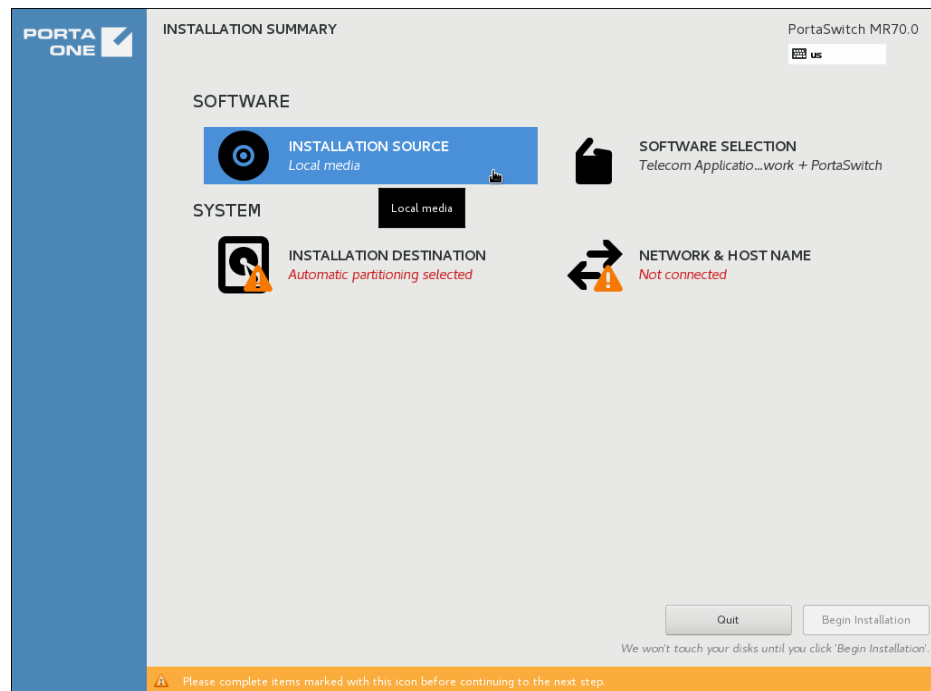 PORTA
ONE
INSTALLATION SUMMARY
PortaSwitch MR70.0
us
SOFTWARE
INSTALLATION SOURCE
Local media
SOFTWARE SELECTION
Telecom Applicatio...work + PortaSwitch
Local media
SYSTEM
INSTALLATION DESTINATION
Automatic partitioning selected
NETWORK & HOST NAME
Not connected
Quit
Begin Installation
We won't touch your disks until you click 'Begin Installation'.
Please complete items marked with this icon before continuing to the next step.